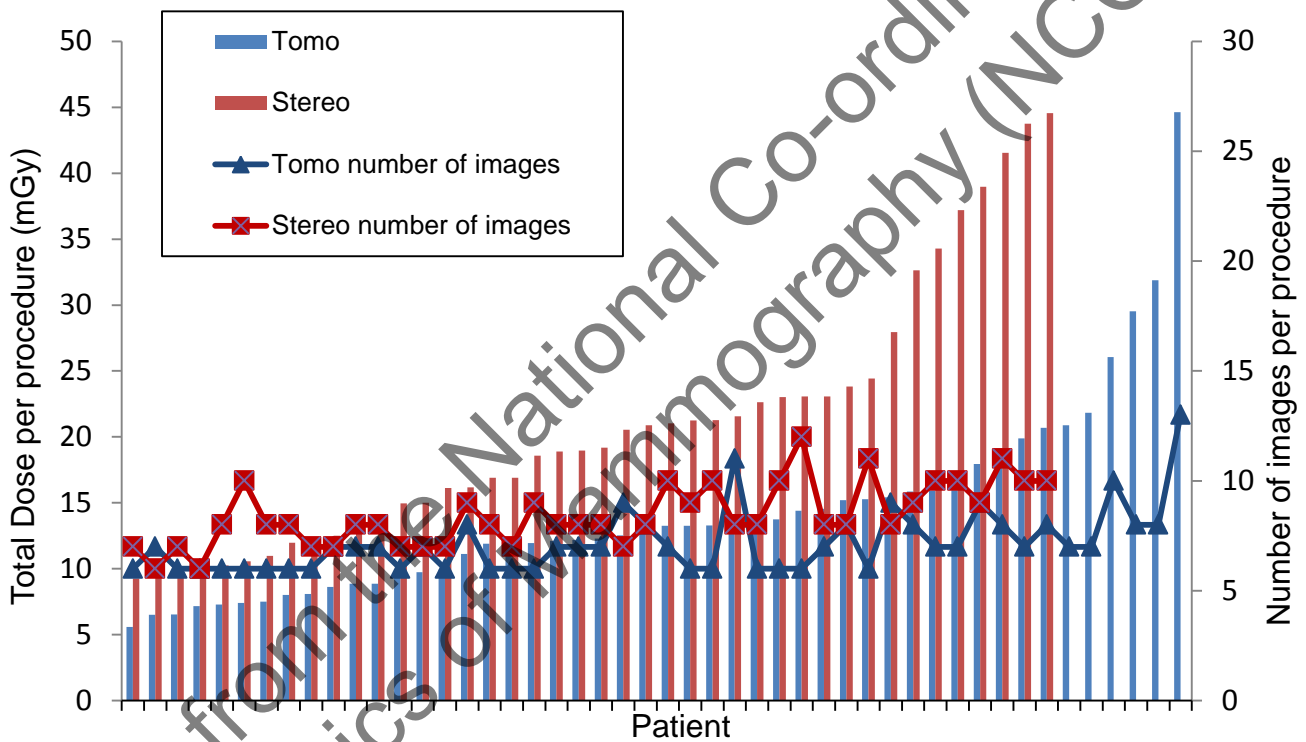 Tomo
Stereo
Tomo number of images
Stereo number of images
Total Dose per procedure (mGy)
50
45
40
35
30
25
20
15
10
5
0
Number of images per procedure
30
25
20
15
10
5
0
Patient
from the National Co-ordin
ics of Mammography (NCC